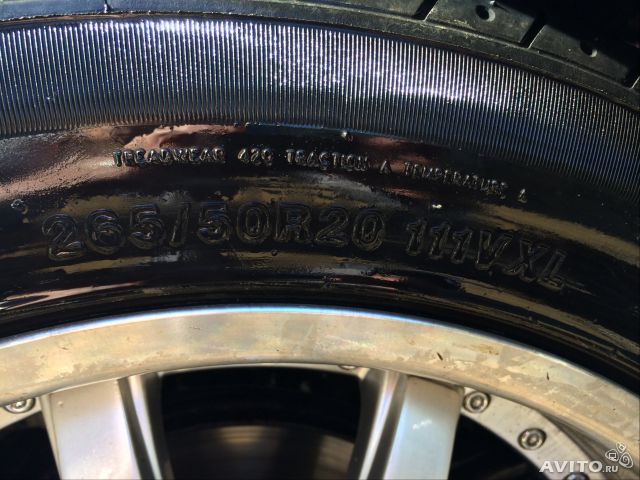 TREADWEAR 420 TRACTION A TEMPERATURE A
265/50R20 111V XL
AVITO.ru